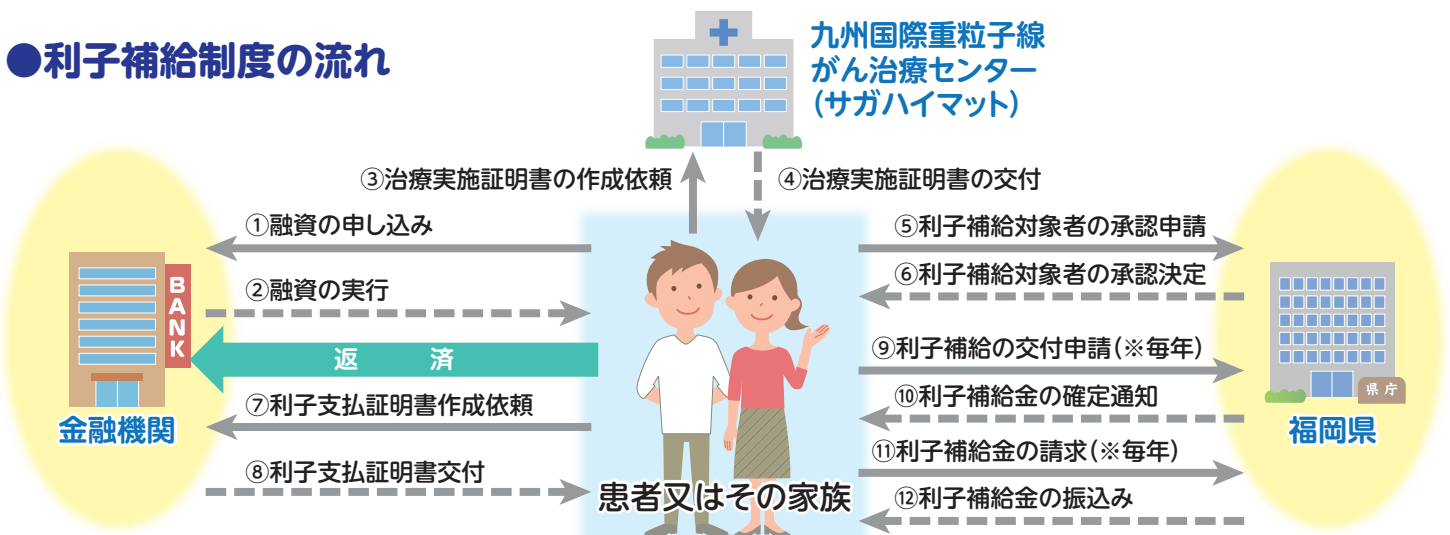 ●利子補給制度の流れ
九州国際重粒子線
がん治療センター
（サガハイマット）
③治療実施証明書の作成依頼
④治療実施証明書の交付
①融資の申し込み
②融資の実行
返済
⑦利子支払証明書作成依頼
⑧利子支払証明書交付
BANK
金融機関
患者又はその家族
⑤利子補給対象者の承認申請
⑥利子補給対象者の承認決定
⑨利子補給の交付申請（※毎年）
⑩利子補給金の確定通知
⑪利子補給金の請求（※毎年）
⑫利子補給金の振込み
県庁
福岡県